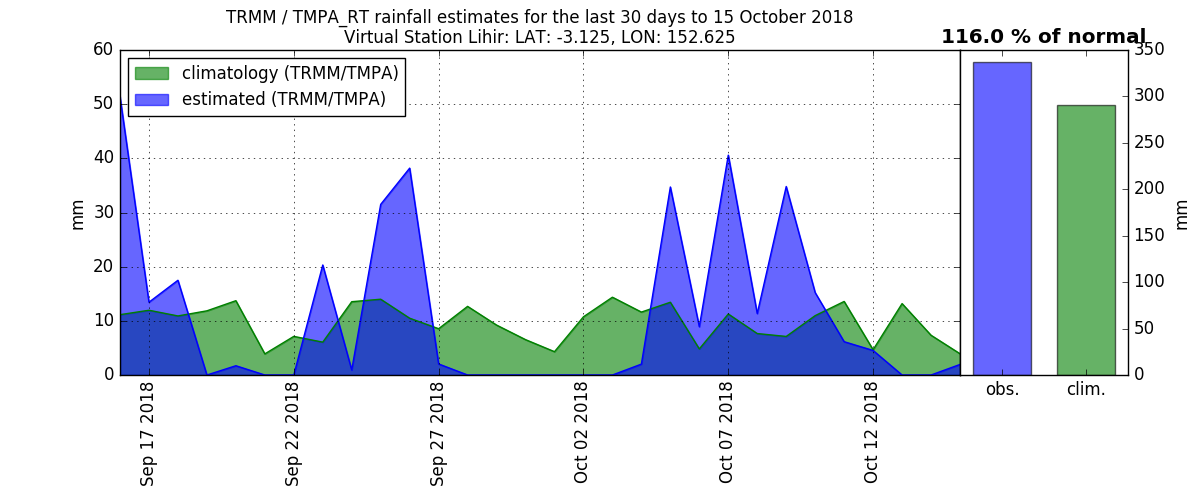 TRMM / TMPA_RT rainfall estimates for the last 30 days to 15 October 2018
Virtual Station Lihir: LAT: -3.125, LON: 152.625
116.0 % of normal
climatology (TRMM/TMPA)
estimated (TRMM/TMPA)
60
50
40
30
20
10
0
mm
Sep 17 2018
Sep 22 2018
Sep 27 2018
Oct 02 2018
Oct 07 2018
Oct 12 2018
350
300
250
200
150
100
50
0
mm
obs.
clim.